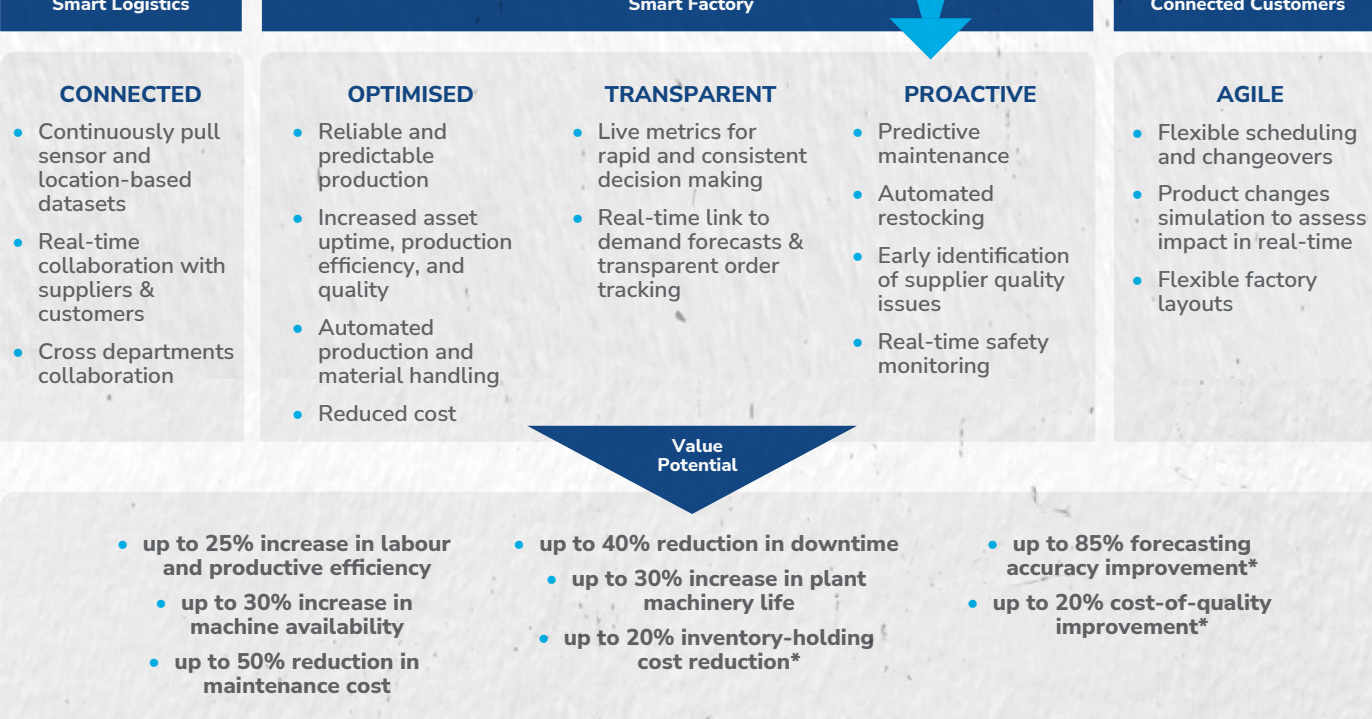 Smart Logistics
Smart Factory
Connected Customers
CONNECTED
• Continuously pull
sensor and
location-based
datasets
• Real-time
collaboration with
suppliers &
customers
• Cross departments
collaboration
OPTIMISED
• Reliable and
predictable
production
• Increased asset
uptime, production
efficiency, and
quality
• Automated
production and
material handling
• Reduced cost
TRANSPARENT
• Live metrics for
rapid and consistent
decision making
• Real-time link to
demand forecasts &
transparent order
tracking
PROACTIVE
• Predictive
maintenance
• Automated
restocking
• Early identification
of supplier quality
issues
• Real-time safety
monitoring
AGILE
• Flexible scheduling
and changeovers
• Product changes
simulation to assess
impact in real-time
• Flexible factory
layouts
Value
Potential
• up to 25% increase in labour
and productive efficiency
• up to 30% increase in
machine availability
• up to 50% reduction in
maintenance cost
• up to 40% reduction in downtime
• up to 30% increase in plant
machinery life
• up to 20% inventory-holding
cost reduction*
• up to 85% forecasting
accuracy improvement*
• up to 20% cost-of-quality
improvement*